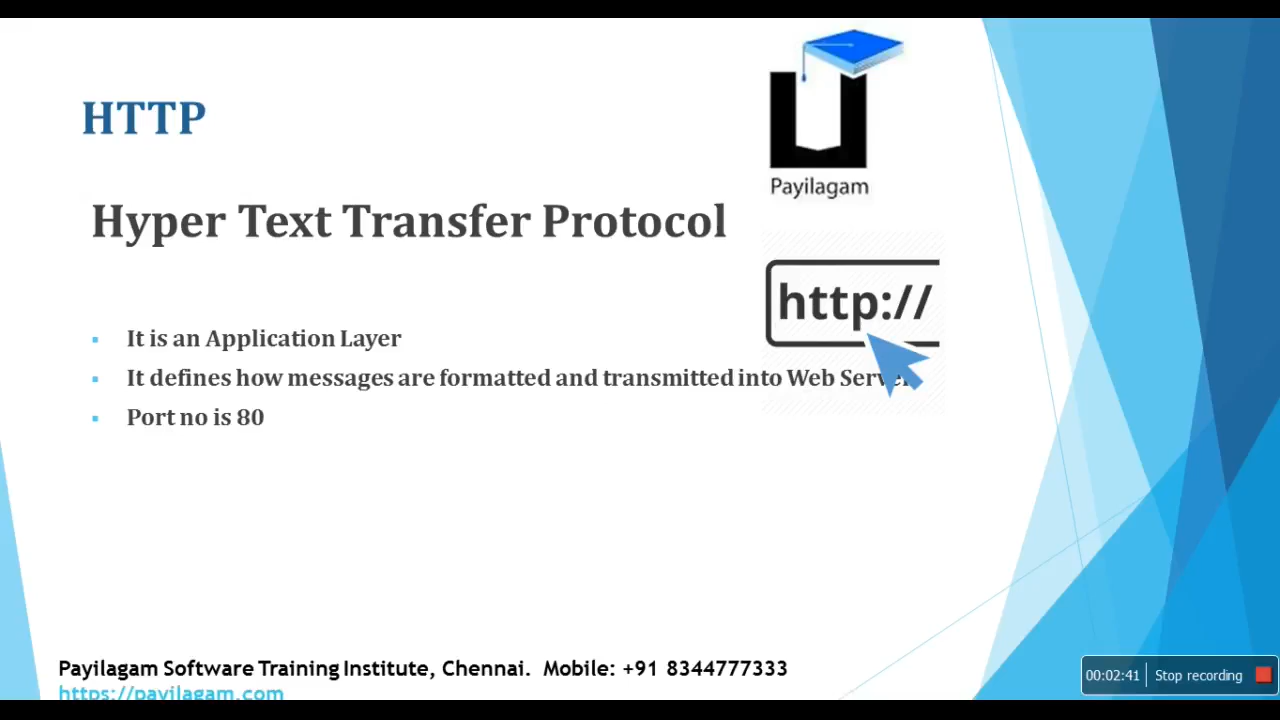 HTTP
Payilagam
Hyper Text Transfer Protocol
http://
It is an Application Layer
It defines how messages are formatted and transmitted into Web Server
Port no is 80
Payilagam Software Training Institute, Chennai. Mobile: +91 8344777333
https://payilagam.com
00:02:41 Stop recording